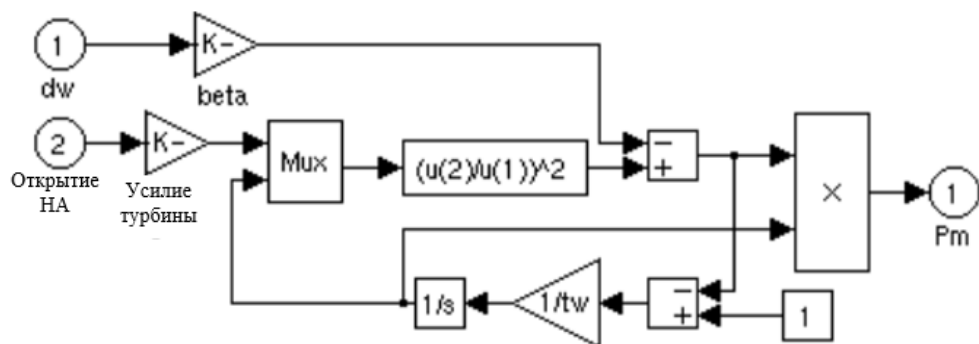 1
K-
dw
beta
2
K-
Открытие
НА
Усилие
турбины
Mux
(u(2)/u(1))^2
-
+
×
1
Pm
1/s
1/tw
-
+
1